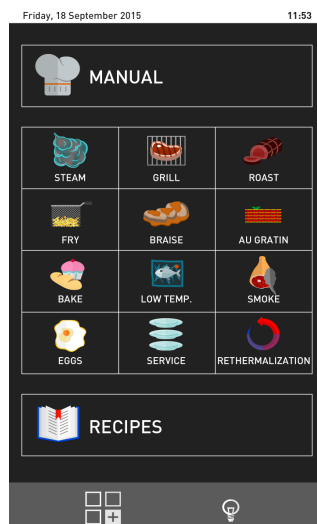 Friday, 18 September 2015 11:53
MANUAL
STEAM GRILL ROAST
FRY BRAISE AU GRATIN
BAKE LOW TEMP. SMOKE
EGGS SERVICE RETHERMALIZATION
RECIPES